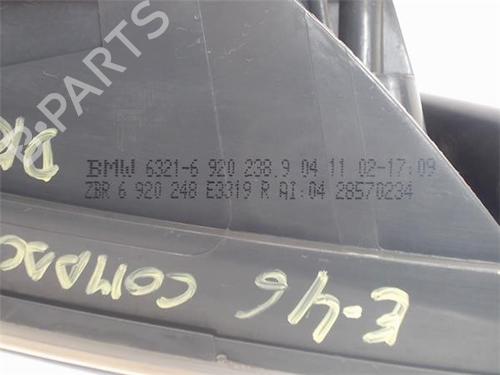 PARTS
BMW 6321-6 920 238.9 04 11 02-17:09
ZBR 6 920 248 E3319 R AI:04 28570234
E-46 COMPAC